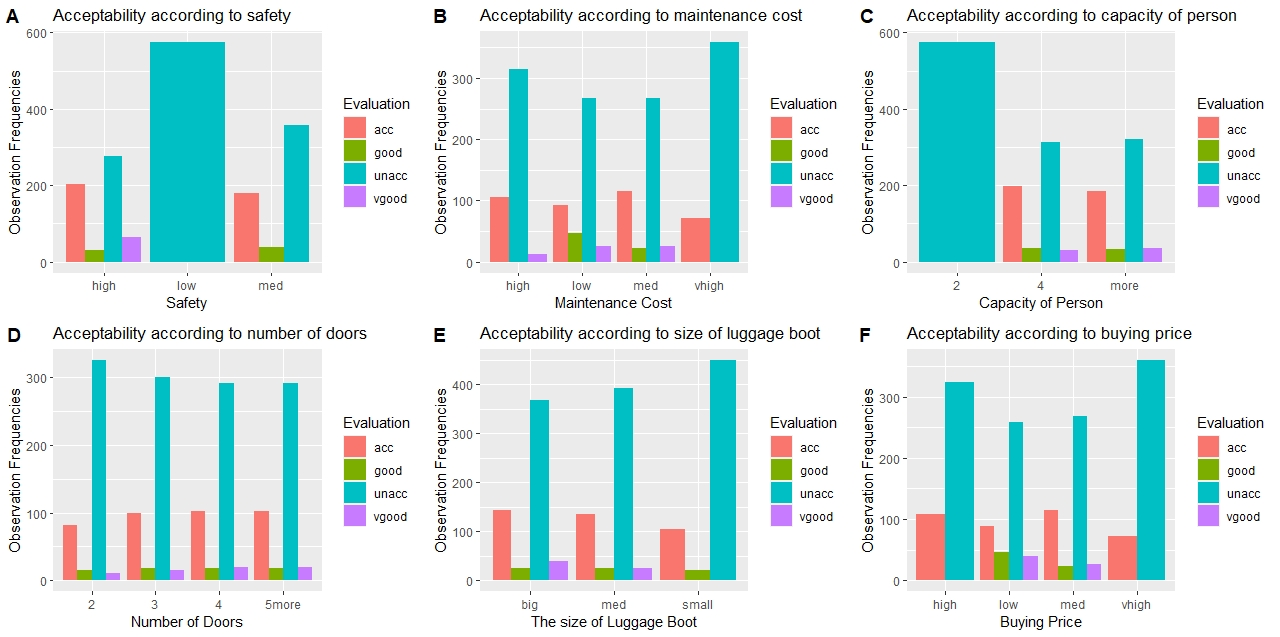 A Acceptability according to safety
Observation Frequencies
600
400
200
0
high low med
Safety
Evaluation
acc
good
unacc
vgood
B Acceptability according to maintenance cost
Observation Frequencies
300
200
100
0
high low med vhigh
Maintenance Cost
Evaluation
acc
good
unacc
vgood
C Acceptability according to capacity of person
Observation Frequencies
600
400
200
0
2 4 more
Capacity of Person
Evaluation
acc
good
unacc
vgood
D Acceptability according to number of doors
Observation Frequencies
300
200
100
0
2 3 4 5more
Number of Doors
Evaluation
acc
good
unacc
vgood
E Acceptability according to size of luggage boot
Observation Frequencies
400
300
200
100
0
big med small
The size of Luggage Boot
Evaluation
acc
good
unacc
vgood
F Acceptability according to buying price
Observation Frequencies
300
200
100
0
high low med vhigh
Buying Price
Evaluation
acc
good
unacc
vgood